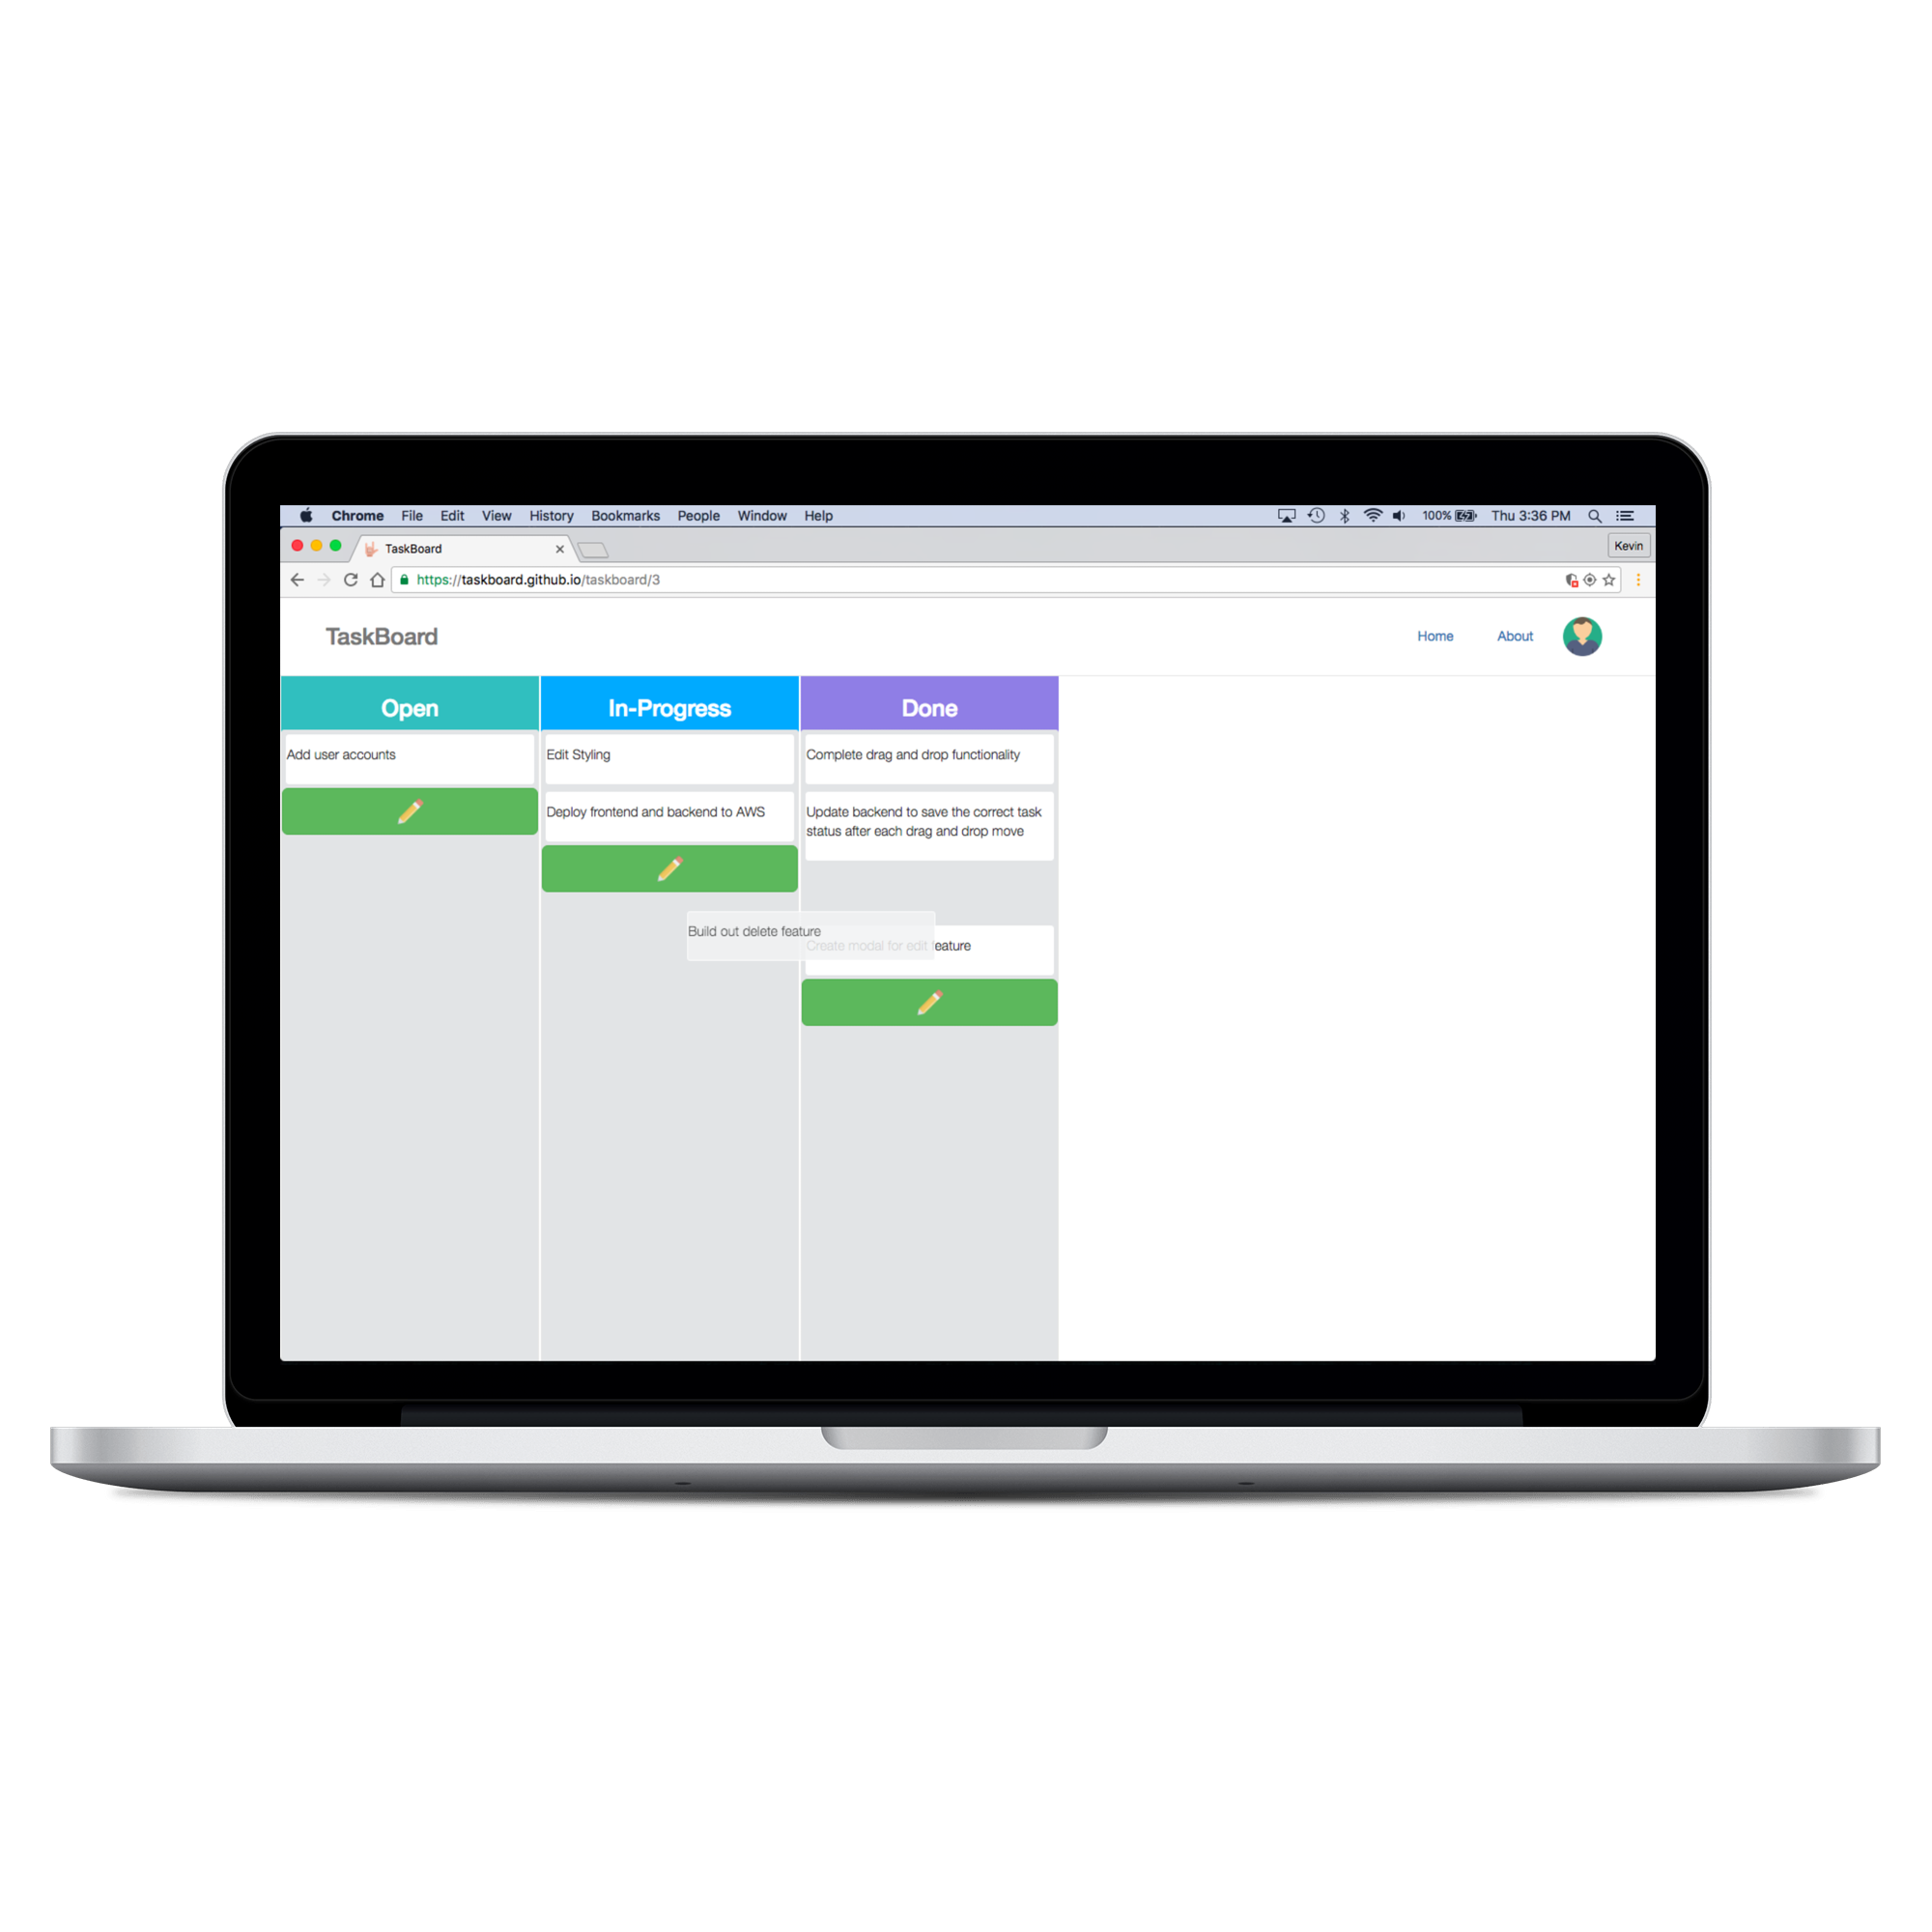 Chrome File Edit View History Bookmarks People Window Help 100% Thu 3:36 PM
TaskBoard Kevin
https://taskboard.github.io/taskboard/3
TaskBoard Home About
Open In-Progress Done
Add user accounts
Edit Styling
Complete drag and drop functionality
Deploy frontend and backend to AWS
Update backend to save the correct task
status after each drag and drop move
Build out delete feature
Create modal for edit feature